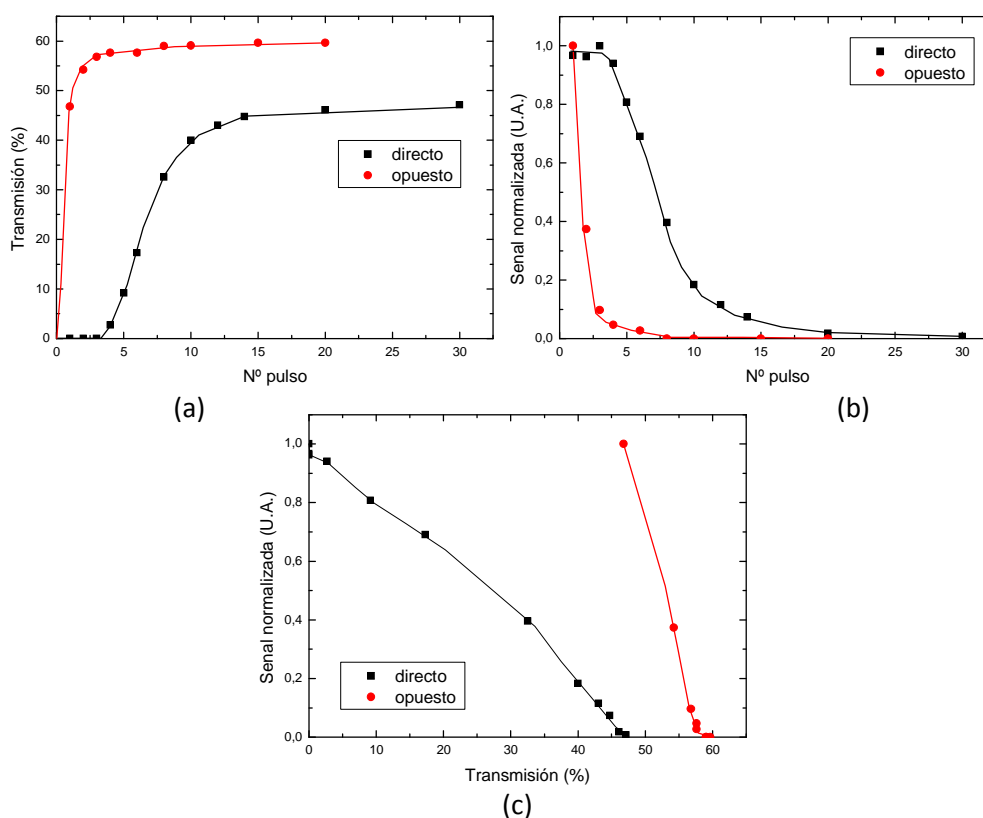 60
50
40
30
20
10
0
Transmisión (%)
0 5 10 15 20 25 30
Nº pulso
directo
opuesto
(a)
1,0
0,8
0,6
0,4
0,2
0,0
Senal normalizada (U.A.)
0 5 10 15 20 25 30
Nº pulso
directo
opuesto
(b)
1,0
0,8
0,6
0,4
0,2
0,0
Senal normalizada (U.A.)
0 10 20 30 40 50 60
Transmisión (%)
directo
opuesto
(c)